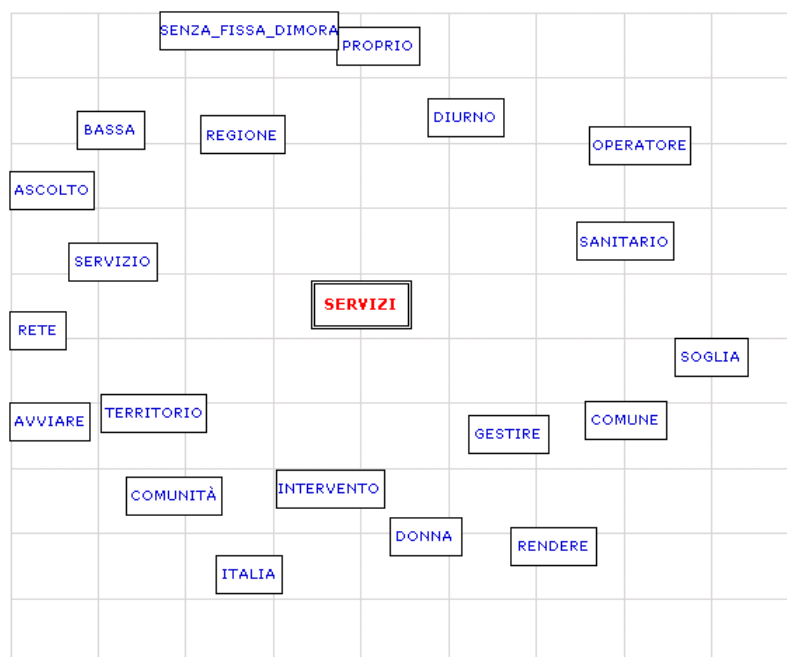 SENZA_FISSA_DIMORA
PROPRIO
DIURNO
BASSA
REGIONE
OPERATORE
ASCOLTO
SANITARIO
SERVIZIO
SERVIZI
RETE
SOGLIA
TERRITORIO
AVVIARE
COMUNE
GESTIRE
INTERVENTO
COMUNITÀ
DONNA
RENDERE
ITALIA